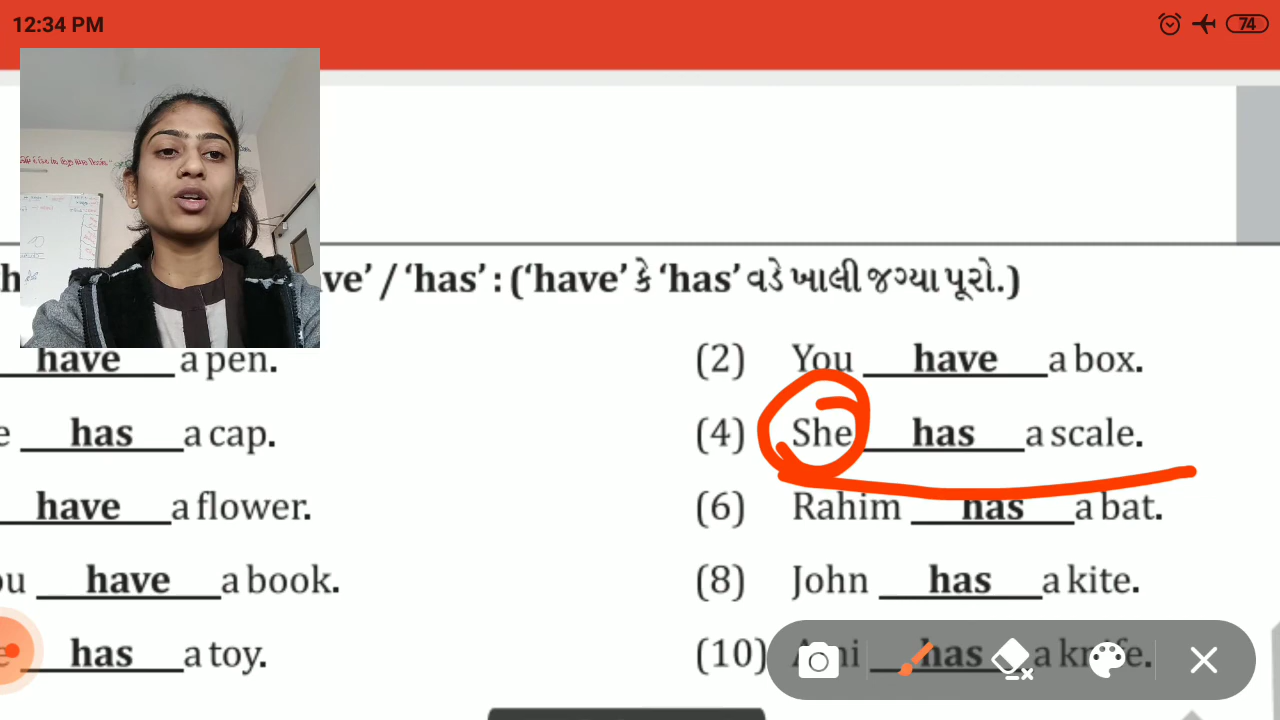 12:34 PM
74
ve' / 'has' : ('have' કે 'has' વડે ખાલી જગ્યા પૂરો.)
have a pen.
(2) You have a box.
has a cap.
(4) She has a scale.
have a flower.
(6) Rahim has a bat.
have a book.
(8) John has a kite.
has a toy.
(10) has a knife.